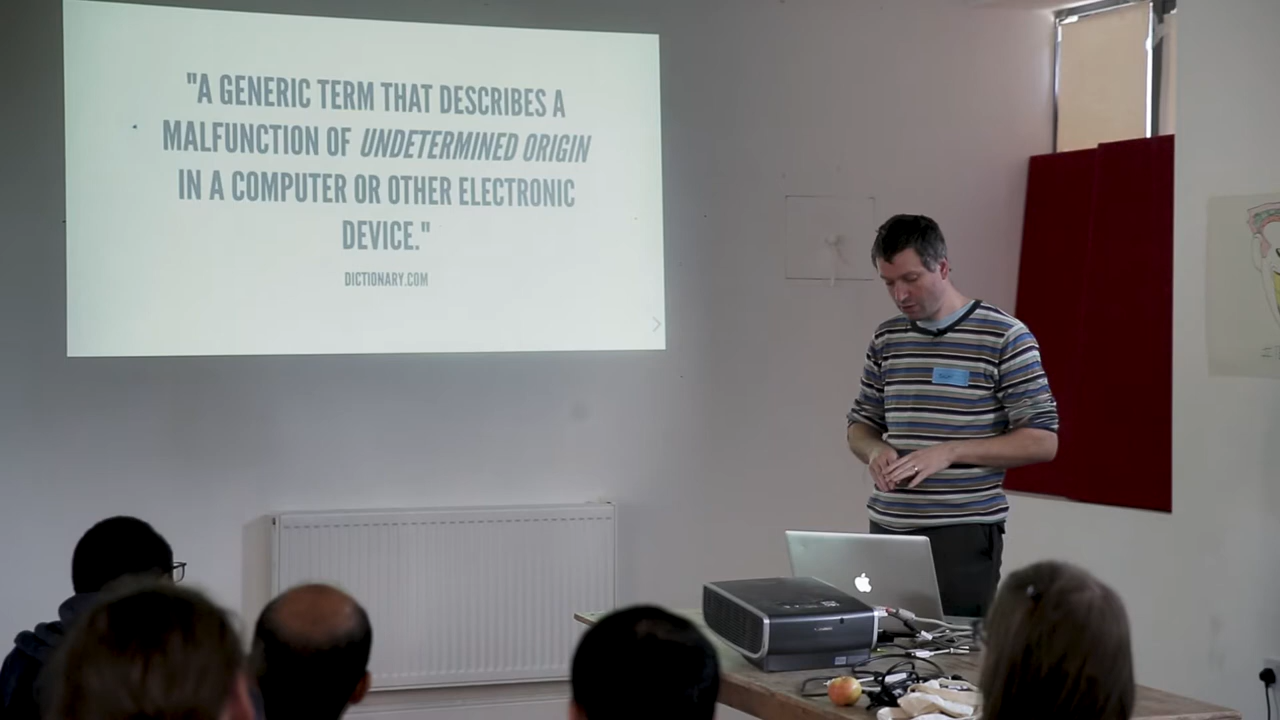 "A GENERIC TERM THAT DESCRIBES A
MALFUNCTION OF UNDETERMINED ORIGIN
IN A COMPUTER OR OTHER ELECTRONIC
DEVICE."
DICTIONARY.COM